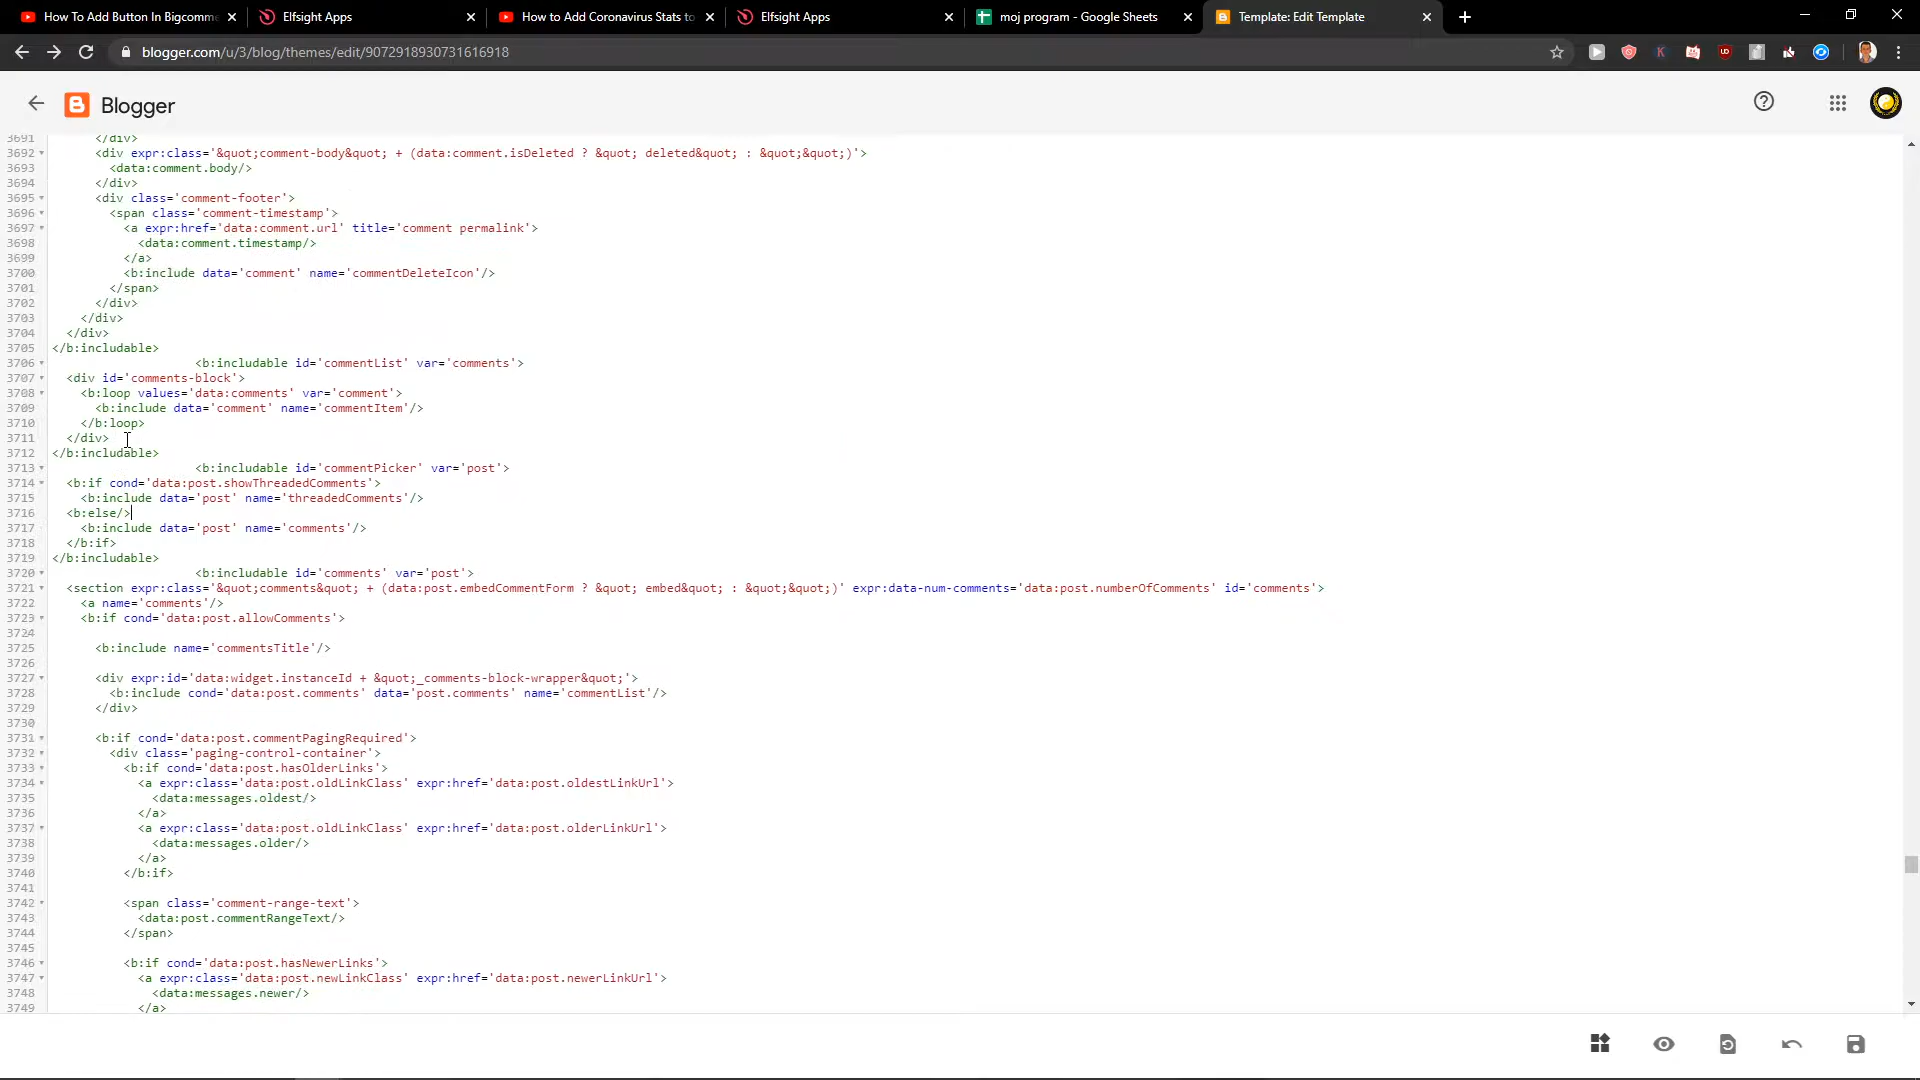 How To Add Button In Bigcomme
Elfsight Apps
How to Add Coronavirus Stats to
Elfsight Apps
moj program - Google Sheets
Template: Edit Template
blogger.com/u/3/blog/themes/edit/9072918930731616918
Blogger
3691 </div>
3692 <div expr:class='&quot;comment-body&quot; + (data:comment.isDeleted ? &quot; deleted&quot; : &quot;&quot;)'>
3693 <data:comment.body/>
3694 </div>
3695 <div class='comment-footer'>
3696 <span class='comment-timestamp'>
3697 <a expr:href='data:comment.url' title='comment permalink'>
3698 <data:comment.timestamp/>
3699 </a>
3700 <b:include data='comment' name='commentDeleteIcon'/>
3701 </span>
3702 </div>
3703 </div>
3704 </div>
3705 </b:includable>
3706 <b:includable id='commentList' var='comments'>
3707 <div id='comments-block'>
3708 <b:loop values='data:comments' var='comment'>
3709 <b:include data='comment' name='commentItem'/>
3710 </b:loop>
3711 </div>
3712 </b:includable>
3713 <b:includable id='commentPicker' var='post'>
3714 <b:if cond='data:post.showThreadedComments'>
3715 <b:include data='post' name='threadedComments'/>
3716 <b:else/>
3717 <b:include data='post' name='comments'/>
3718 </b:if>
3719 </b:includable>
3720 <b:includable id='comments' var='post'>
3721 <section expr:class='&quot;comments&quot; + (data:post.embedCommentForm ? &quot; embed&quot; : &quot;&quot;)' expr:data-num-comments='data:post.numberOfComments' id='comments'>
3722 <a name='comments'/>
3723 <b:if cond='data:post.allowComments'>
3724
3725 <b:include name='commentsTitle'/>
3726
3727 <div expr:id='data:widget.instanceId + &quot;_comments-block-wrapper&quot;'>
3728 <b:include cond='data:post.comments' data='post.comments' name='commentList'/>
3729 </div>
3730
3731 <b:if cond='data:post.commentPagingRequired'>
3732 <div class='paging-control-container'>
3733 <b:if cond='data:post.hasOlderLinks'>
3734 <a expr:class='data:post.oldLinkClass' expr:href='data:post.oldestLinkUrl'>
3735 <data:messages.oldest/>
3736 </a>
3737 <a expr:class='data:post.oldLinkClass' expr:href='data:post.olderLinkUrl'>
3738 <data:messages.older/>
3739 </a>
3740 </b:if>
3741
3742 <span class='comment-range-text'>
3743 <data:post.commentRangeText/>
3744 </span>
3745
3746 <b:if cond='data:post.hasNewerLinks'>
3747 <a expr:class='data:post.newLinkClass' expr:href='data:post.newerLinkUrl'>
3748 <data:messages.newer/>
3749 </a>